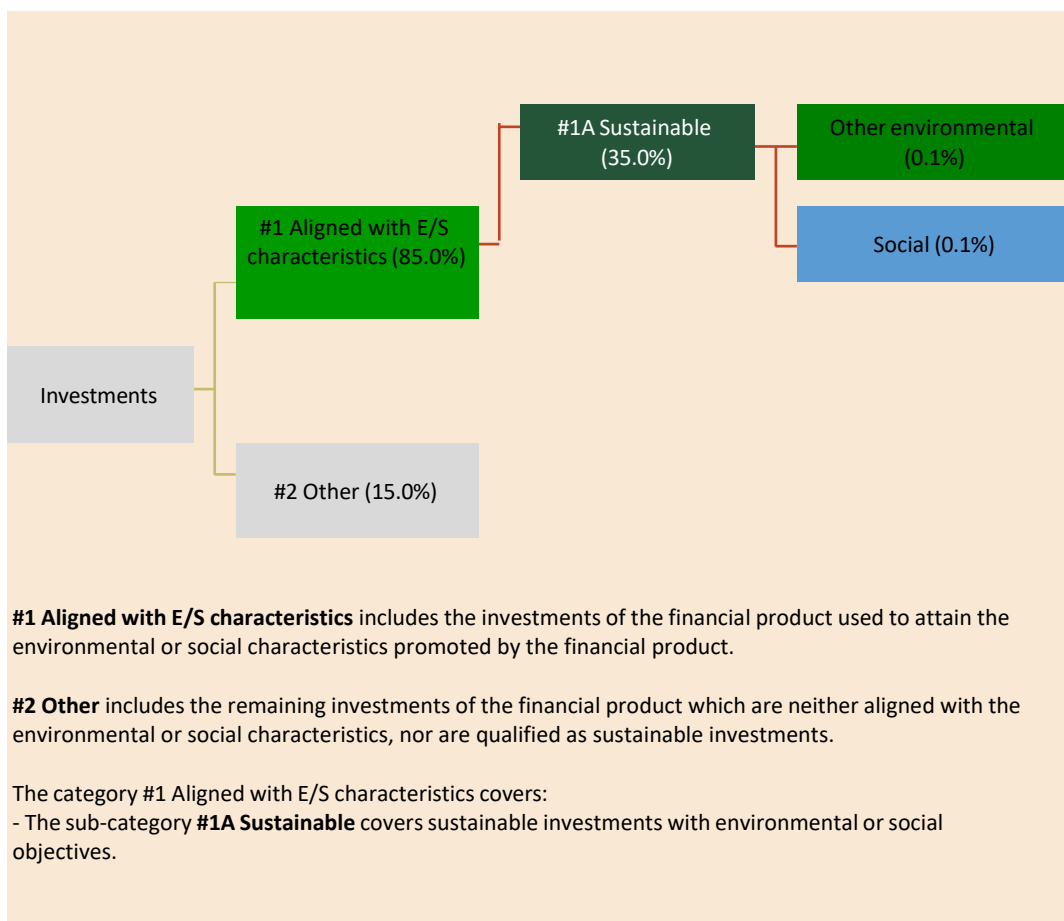 #1A Sustainable
(35.0%)
Other environmental
(0.1%)
#1 Aligned with E/S
characteristics (85.0%)
Social (0.1%)
Investments
#2 Other (15.0%)
#1 Aligned with E/S characteristics includes the investments of the financial product used to attain the
environmental or social characteristics promoted by the financial product.
#2 Other includes the remaining investments of the financial product which are neither aligned with the
environmental or social characteristics, nor are qualified as sustainable investments.
The category #1 Aligned with E/S characteristics covers:
- The sub-category #1A Sustainable covers sustainable investments with environmental or social
objectives.